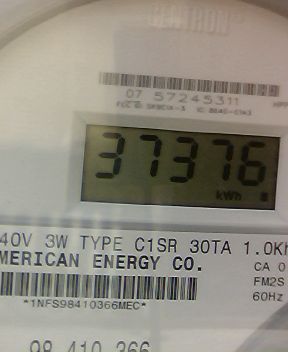 CENTRON
07 57245311
37376
kWh
40V 3W TYPE C1SR 30TA 1.0Kh
MERICAN ENERGY CO.
CA 0
FM2S
60Hz
*1NFS98410366MEC*
98 410 366